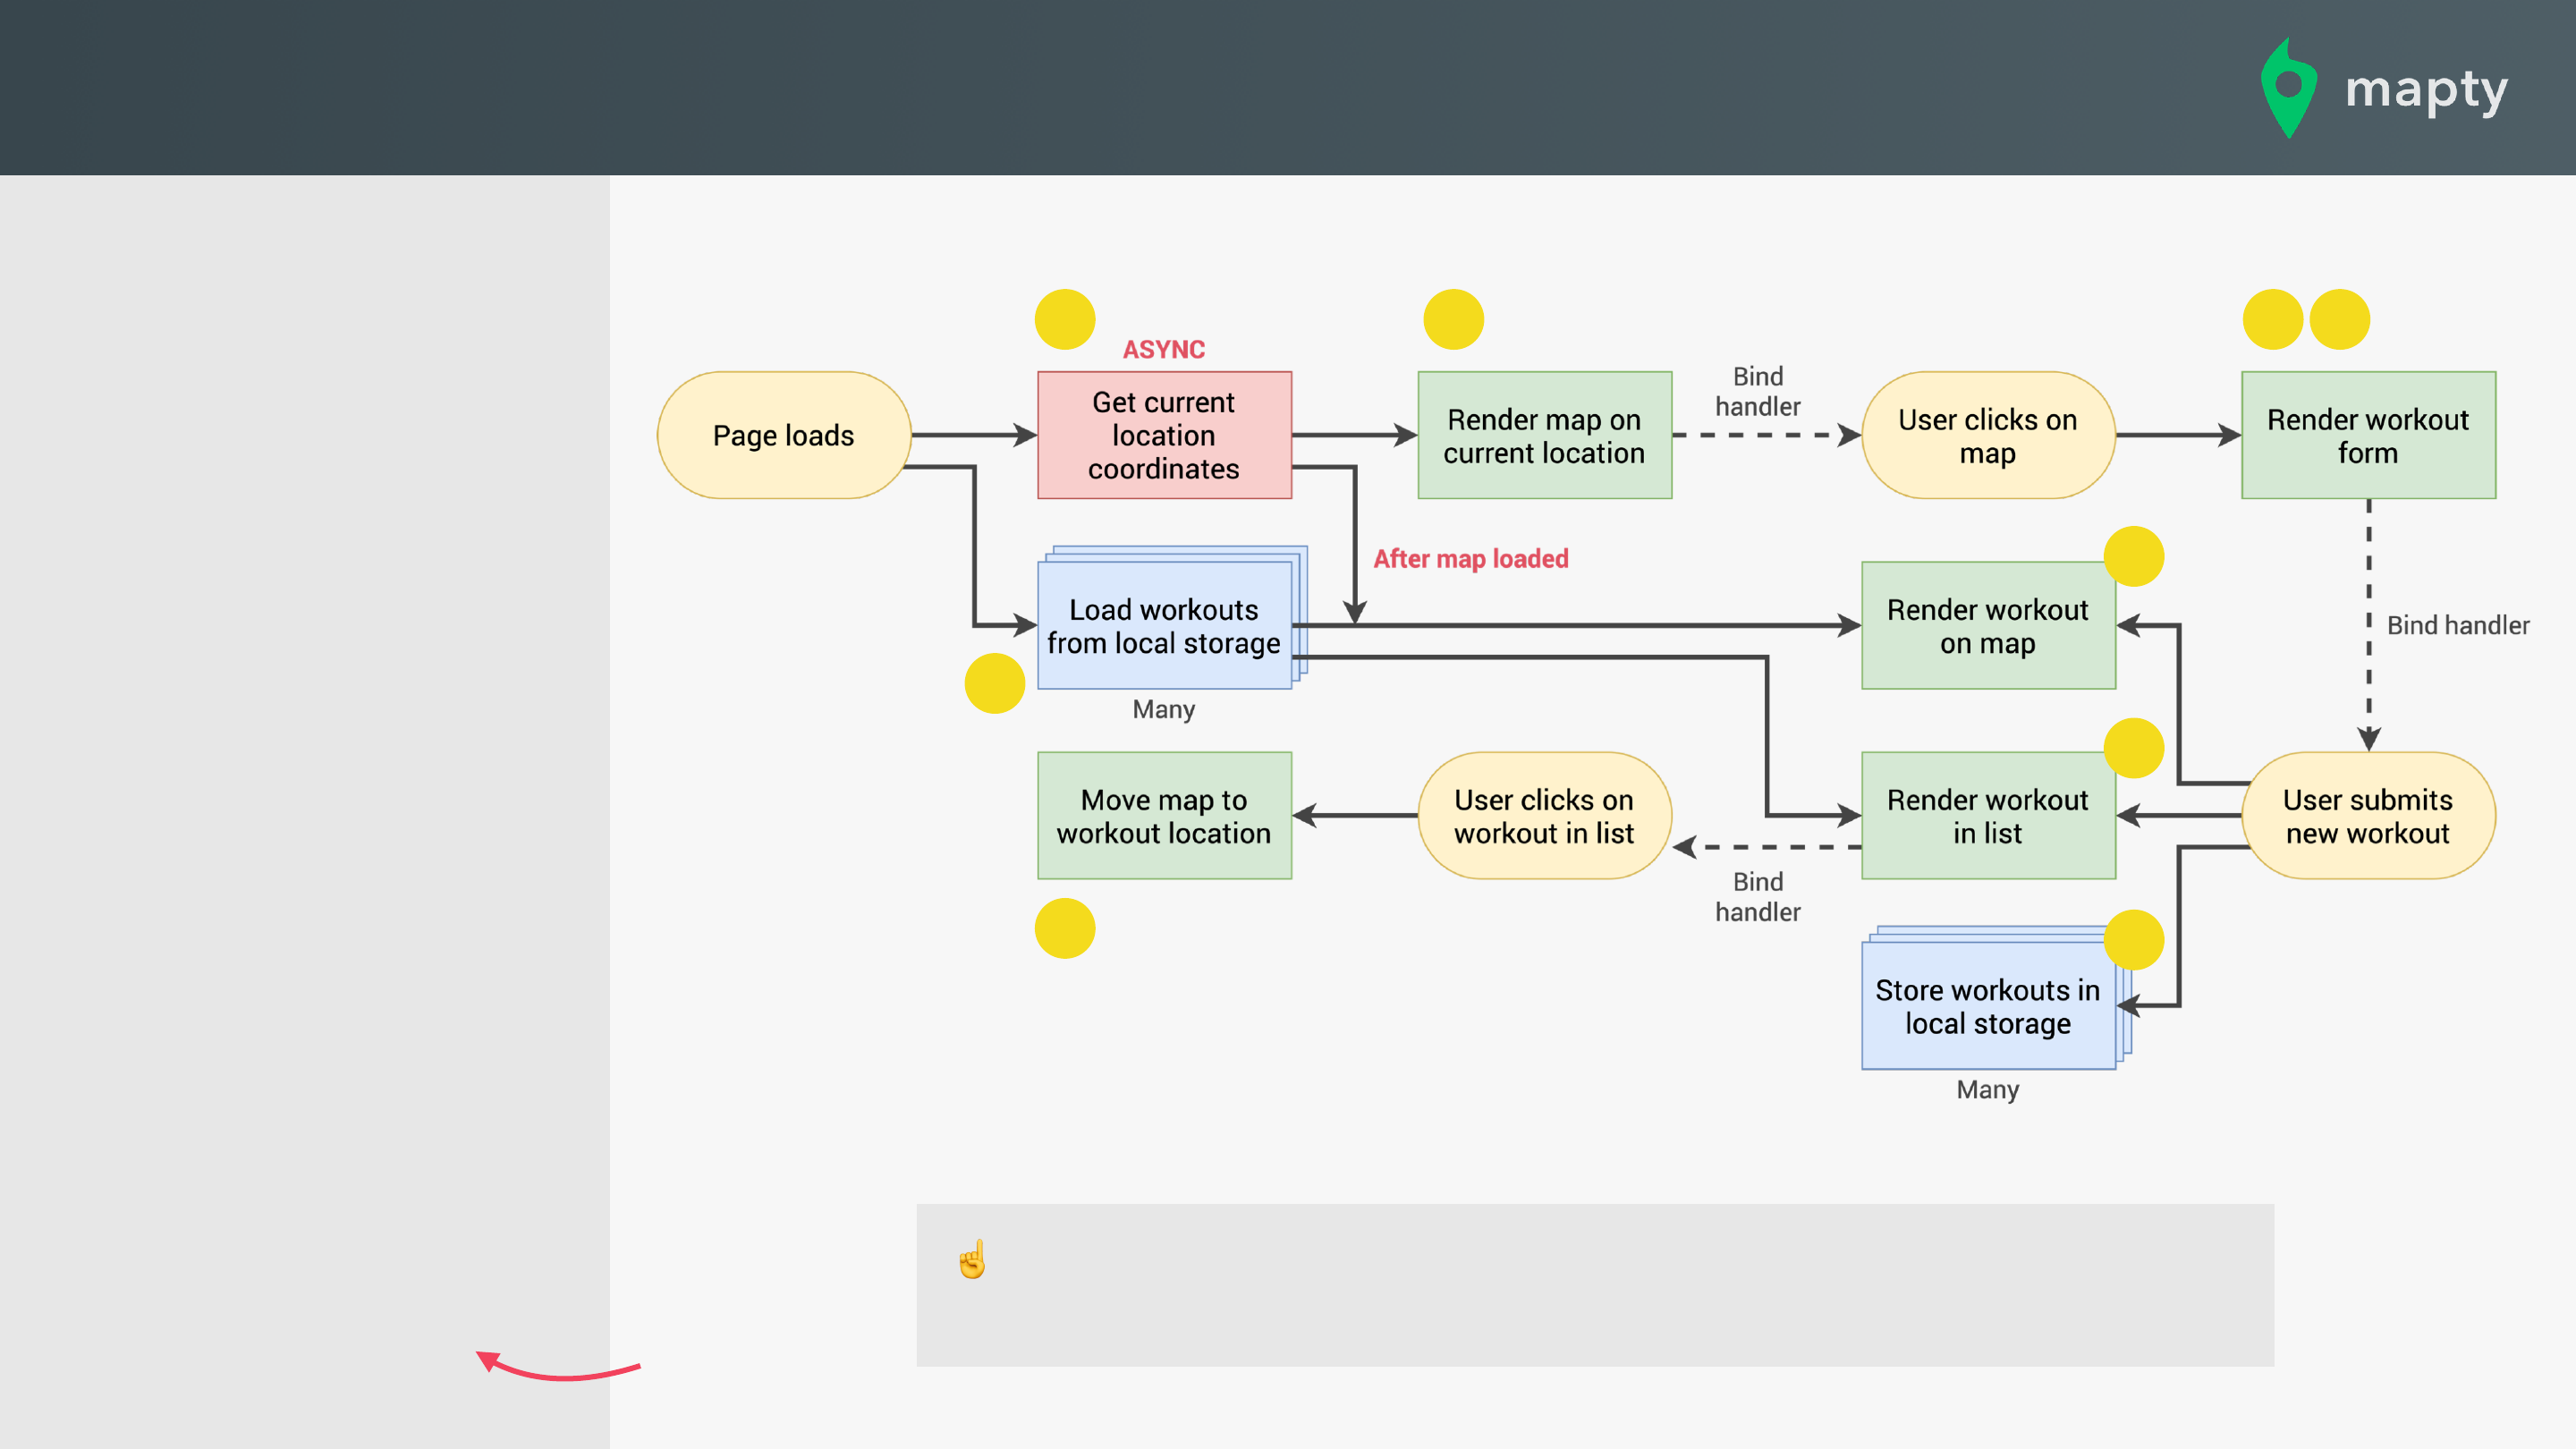 mapty
ASYNC
Page loads
Get current
location
coordinates
Render map on
current location
Bind
handler
User clicks on
map
Render workout
form
After map loaded
Load workouts
from local storage
Many
Render workout
on map
Bind handler
Move map to
workout location
User clicks on
workout in list
Bind
handler
Render workout
in list
User submits
new workout
Store workouts in
local storage
Many